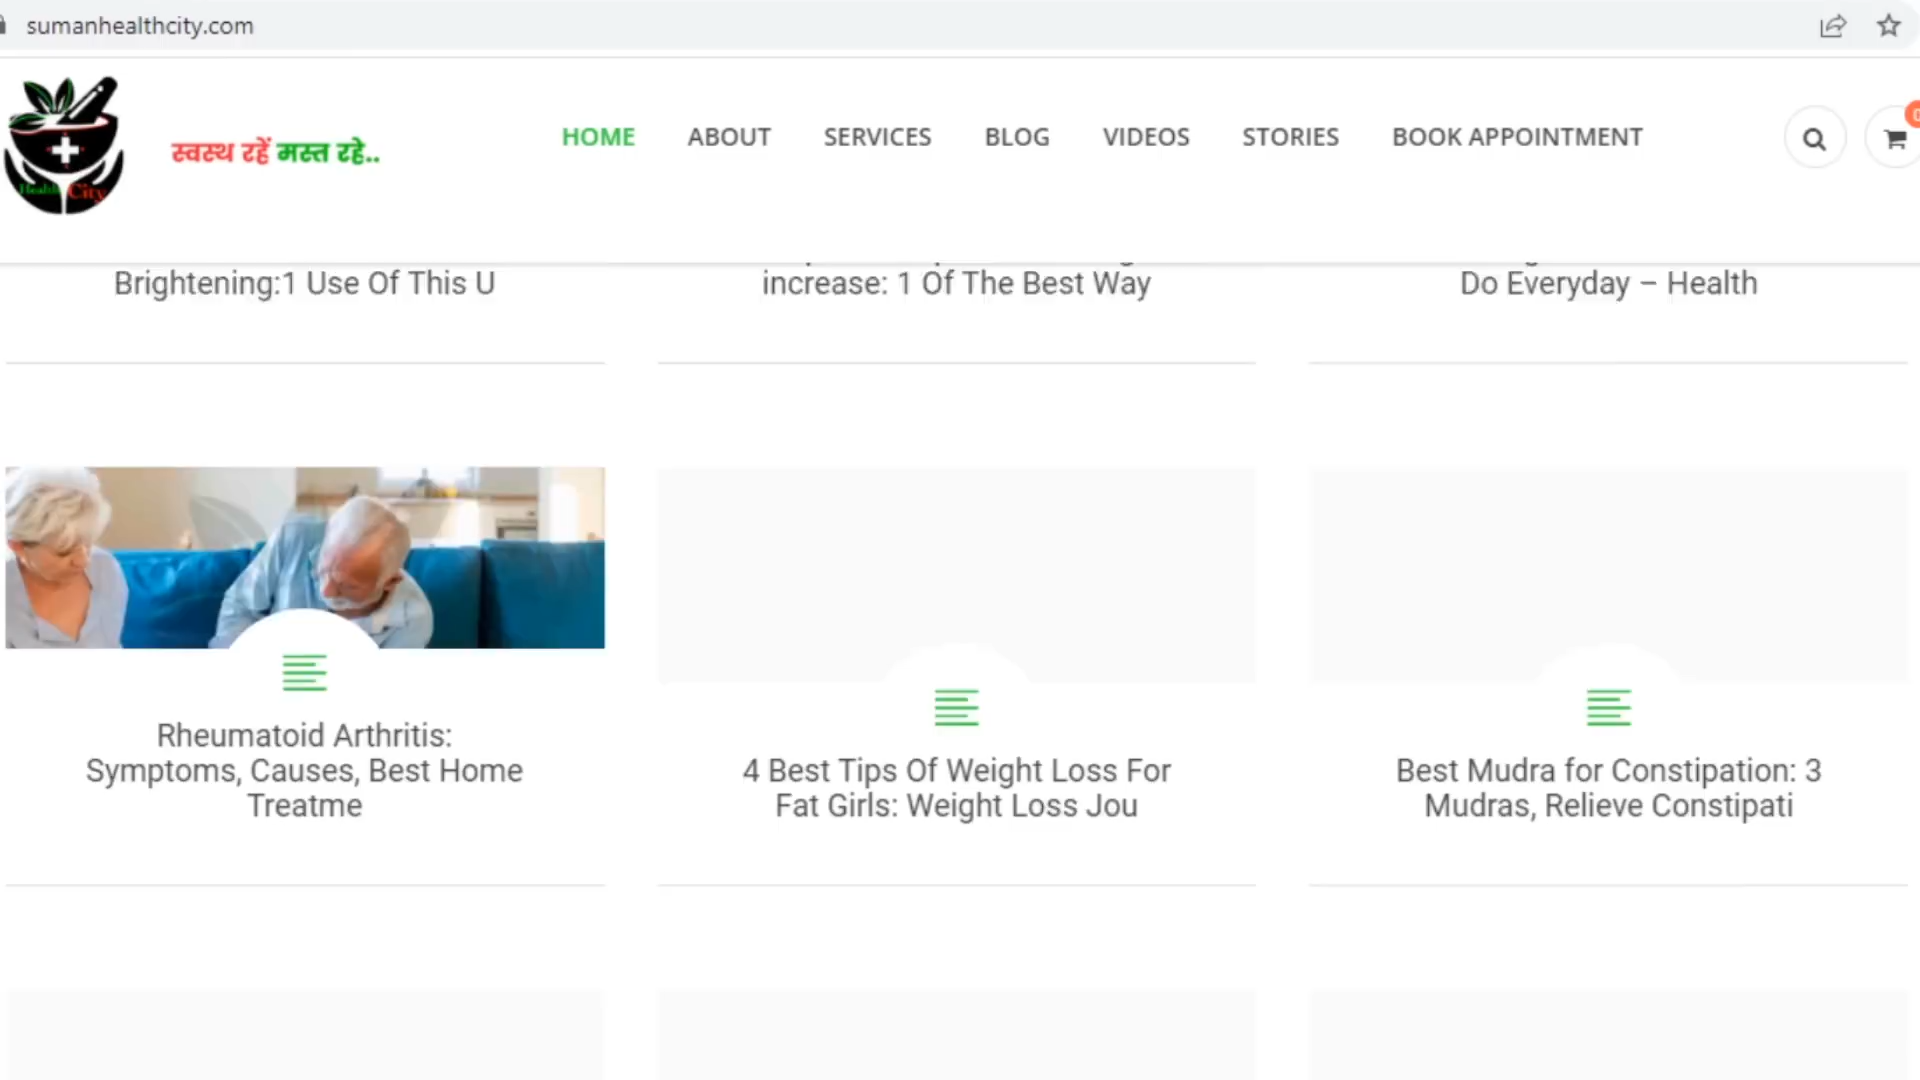 sumanhealthcity.com
Health City
स्वस्थ रहें मस्त रहे..
HOME ABOUT SERVICES BLOG VIDEOS STORIES BOOK APPOINTMENT
Brightening:1 Use Of This U
increase: 1 Of The Best Way
Do Everyday – Health
Rheumatoid Arthritis:
Symptoms, Causes, Best Home
Treatme
4 Best Tips Of Weight Loss For
Fat Girls: Weight Loss Jou
Best Mudra for Constipation: 3
Mudras, Relieve Constipati